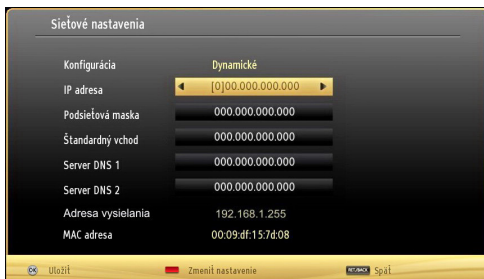 Sieťové nastavenia
Konfigurácia Dynamické
IP adresa [0]00.000.000.000
Podsieťová maska 000.000.000.000
Štandardný vchod 000.000.000.000
Server DNS 1 000.000.000.000
Server DNS 2 000.000.000.000
Adresa vysielania 192.168.1.255
MAC adresa 00:09:df:15:7d:08
OK Uložiť Zmeniť nastavenie RET./BACK Späť